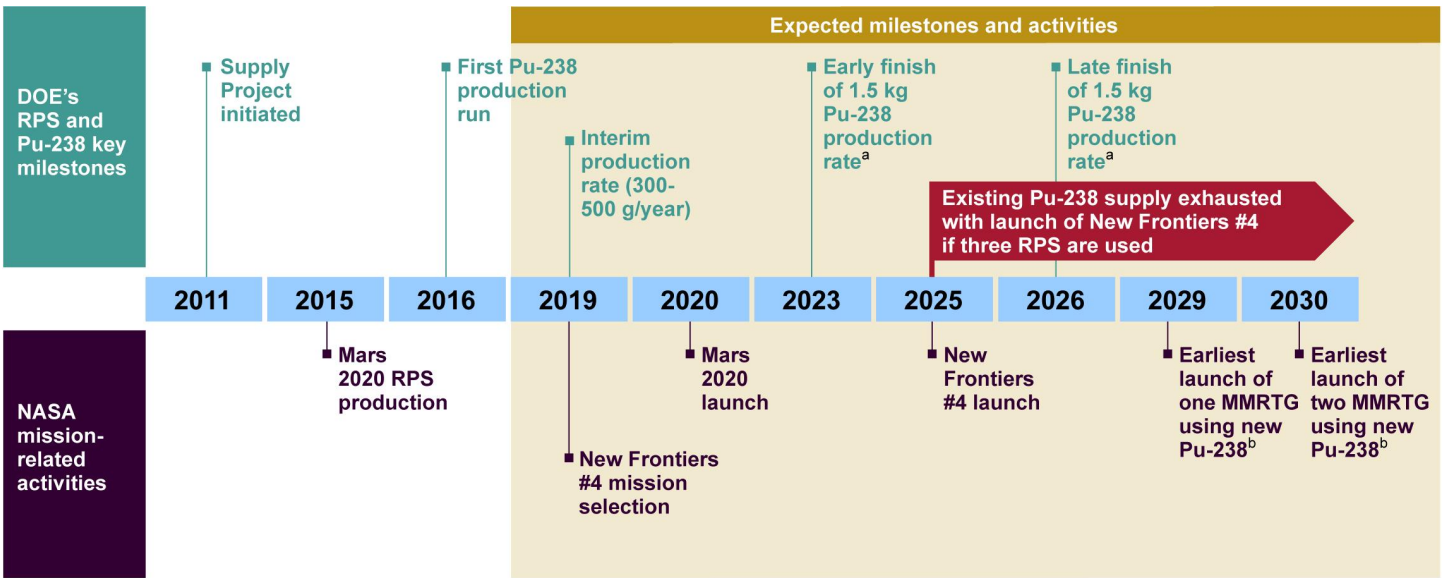 Expected milestones and activities
DOE's
RPS and
Pu-238 key
milestones
Supply
Project
initiated
First Pu-238
production
run
Interim
production
rate (300-
500 g/year)
Early finish
of 1.5 kg
Pu-238
production
rateª
Late finish
of 1.5 kg
Pu-238
production
rateª
Existing Pu-238 supply exhausted
with launch of New Frontiers #4
if three RPS are used
2011 2015 2016 2019 2020 2023 2025 2026 2029 2030
NASA
mission-
related
activities
Mars
2020 RPS
production
New Frontiers
#4 mission
selection
Mars
2020
launch
New
Frontiers
#4 launch
Earliest
launch of
one MMRTG
using new
Pu-238ᵇ
Earliest
launch of
two MMRTG
using new
Pu-238ᵇ